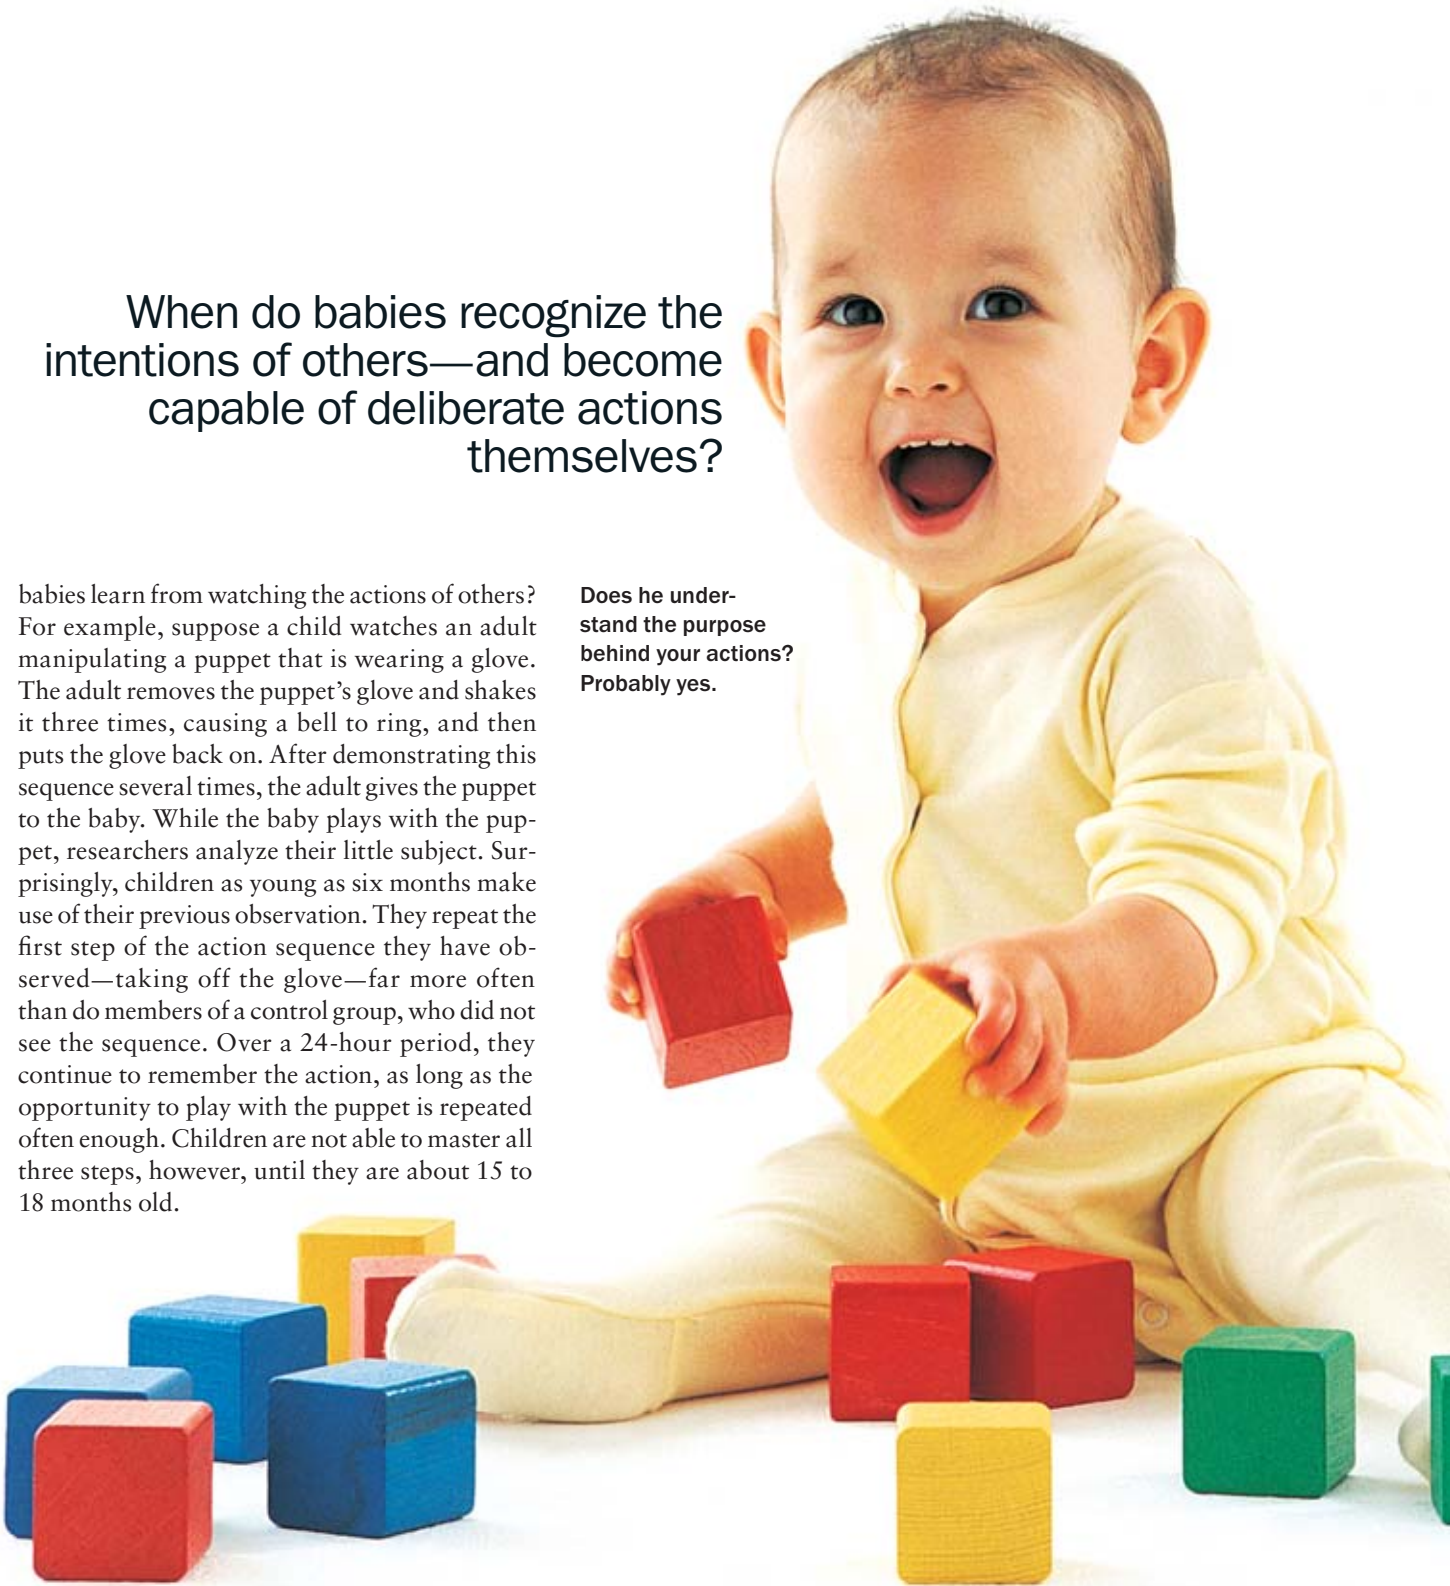 When do babies recognize the
intentions of others—and become
capable of deliberate actions
themselves?
babies learn from watching the actions of others?
For example, suppose a child watches an adult
manipulating a puppet that is wearing a glove.
The adult removes the puppet’s glove and shakes
it three times, causing a bell to ring, and then
puts the glove back on. After demonstrating this
sequence several times, the adult gives the puppet
to the baby. While the baby plays with the pup-
pet, researchers analyze their little subject. Sur-
prisingly, children as young as six months make
use of their previous observation. They repeat the
first step of the action sequence they have ob-
served—taking off the glove—far more often
than do members of a control group, who did not
see the sequence. Over a 24-hour period, they
continue to remember the action, as long as the
opportunity to play with the puppet is repeated
often enough. Children are not able to master all
three steps, however, until they are about 15 to
18 months old.
Does he under-
stand the purpose
behind your actions?
Probably yes.